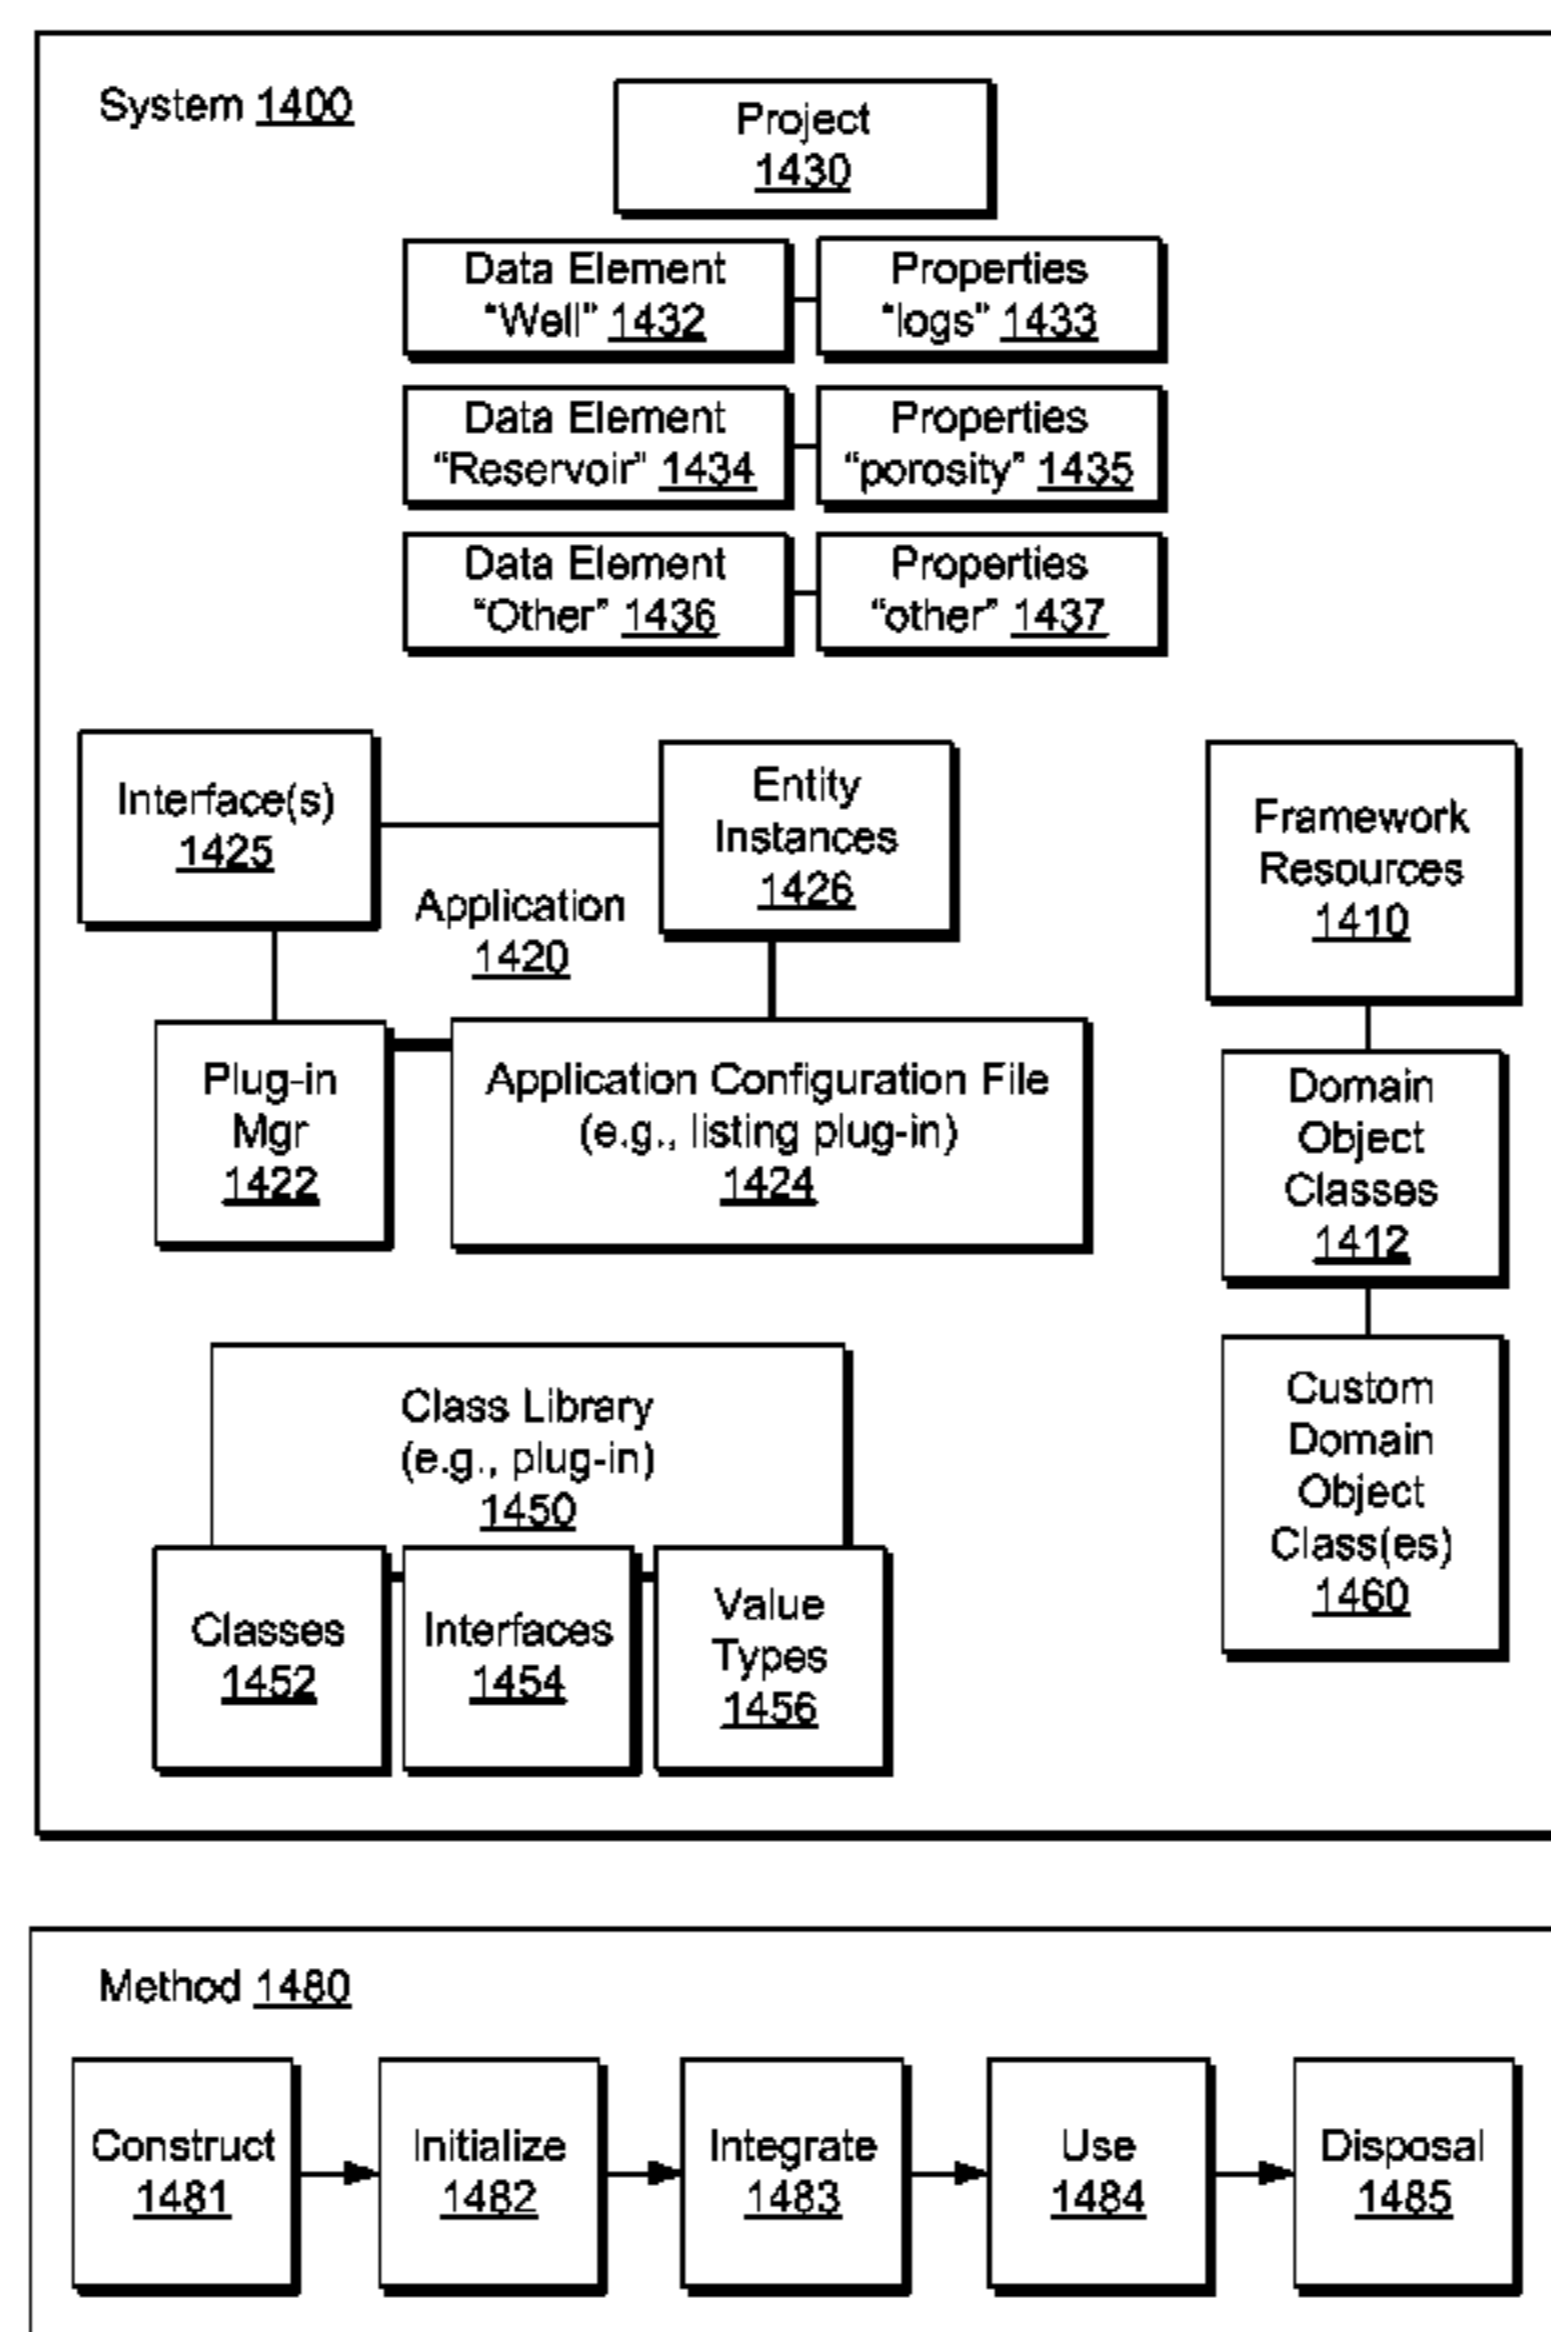 System 1400
Project
1430
Data Element
"Well" 1432
Properties
"logs" 1433
Data Element
"Reservoir" 1434
Properties
"porosity" 1435
Data Element
"Other" 1436
Properties
"other" 1437
Interface(s)
1425
Entity
Instances
1426
Application
1420
Plug-in
Mgr
1422
Application Configuration File
(e.g., listing plug-in)
1424
Framework
Resources
1410
Domain
Object
Classes
1412
Custom
Domain
Object
Class(es)
1460
Class Library
(e.g., plug-in)
1450
Classes
1452
Interfaces
1454
Value
Types
1456
Method 1480
Construct
1481
Initialize
1482
Integrate
1483
Use
1484
Disposal
1485